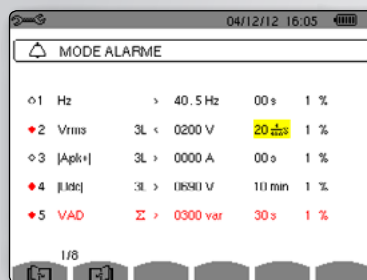 04/12/12 16:05
MODE ALARME
1 Hz > 40.5 Hz 00 s 1 %
2 Vrms 3L < 0200 V 20 s 1 %
3 |Apk+| 3L > 0000 A 00 s 1 %
4 |Udc| 3L > 0690 V 10 min 1 %
5 VAD Σ > 0300 var 30 s 1 %
1/8